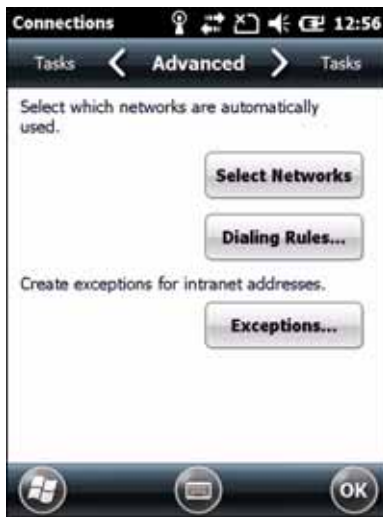 Connections 12:56
Tasks Advanced Tasks
Select which networks are automatically
used.
Select Networks
Dialing Rules...
Create exceptions for intranet addresses.
Exceptions...
OK